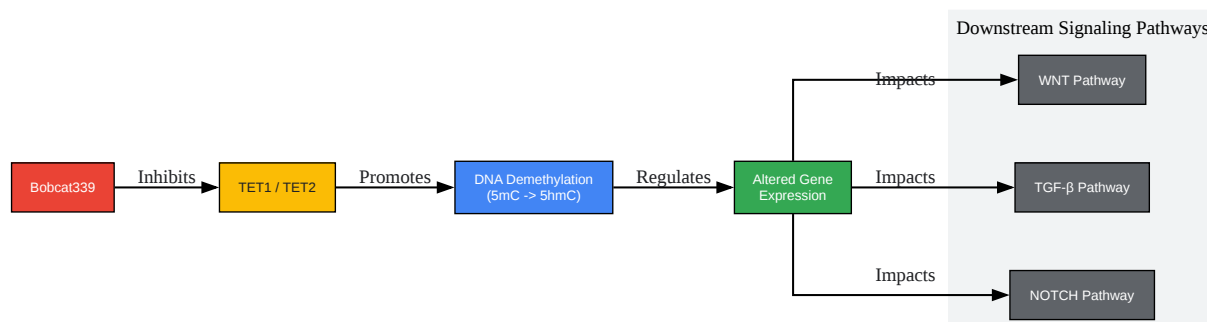 Downstream Signaling Pathways
Impacts
WNT Pathway
Bobcat339
Inhibits
TET1 / TET2
Promotes
DNA Demethylation
(5mC -> 5hmC)
Regulates
Altered Gene
Expression
Impacts
TGF-β Pathway
Impacts
NOTCH Pathway